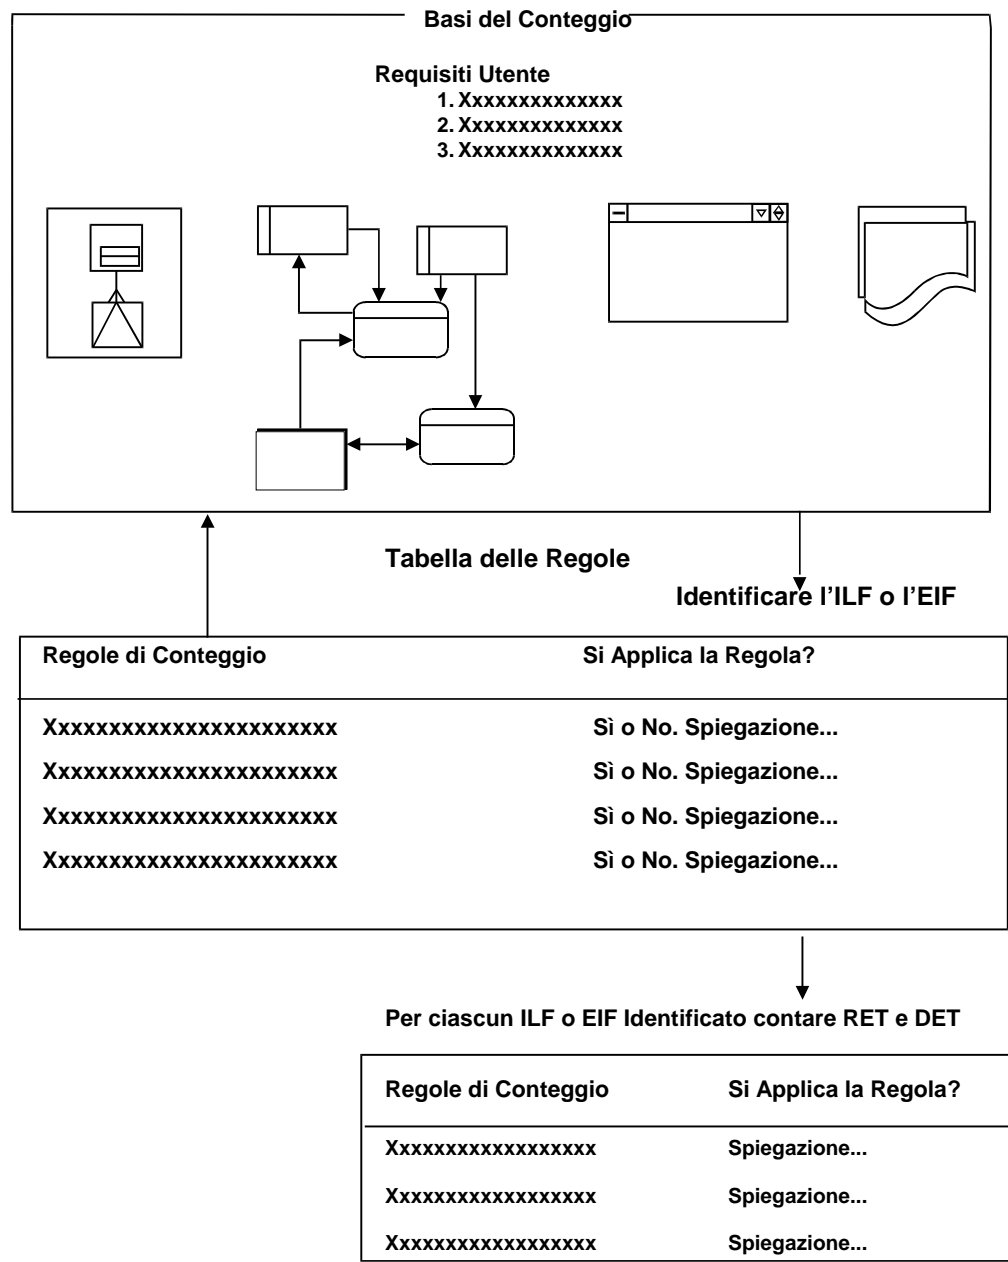 Basi del Conteggio
Requisiti Utente
1. Xxxxxxxxxxxxxx
2. Xxxxxxxxxxxxxx
3. Xxxxxxxxxxxxxx
Tabella delle Regole
Identificare l’ILF o l’EIF
Regole di Conteggio Si Applica la Regola?
Xxxxxxxxxxxxxxxxxxxxxxx Sì o No. Spiegazione...
Xxxxxxxxxxxxxxxxxxxxxxx Sì o No. Spiegazione...
Xxxxxxxxxxxxxxxxxxxxxxx Sì o No. Spiegazione...
Xxxxxxxxxxxxxxxxxxxxxxx Sì o No. Spiegazione...
Per ciascun ILF o EIF Identificato contare RET e DET
Regole di Conteggio Si Applica la Regola?
Xxxxxxxxxxxxxxxxx Spiegazione...
Xxxxxxxxxxxxxxxxx Spiegazione...
Xxxxxxxxxxxxxxxxx Spiegazione...